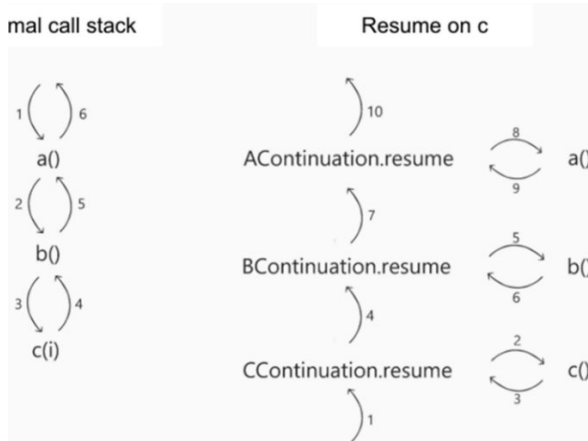 mal call stack
Resume on c
1
6
10
a()
AContinuation.resume
8
9
a()
2
5
7
b()
BContinuation.resume
5
6
b()
3
4
4
c(i)
CContinuation.resume
2
3
c()
1